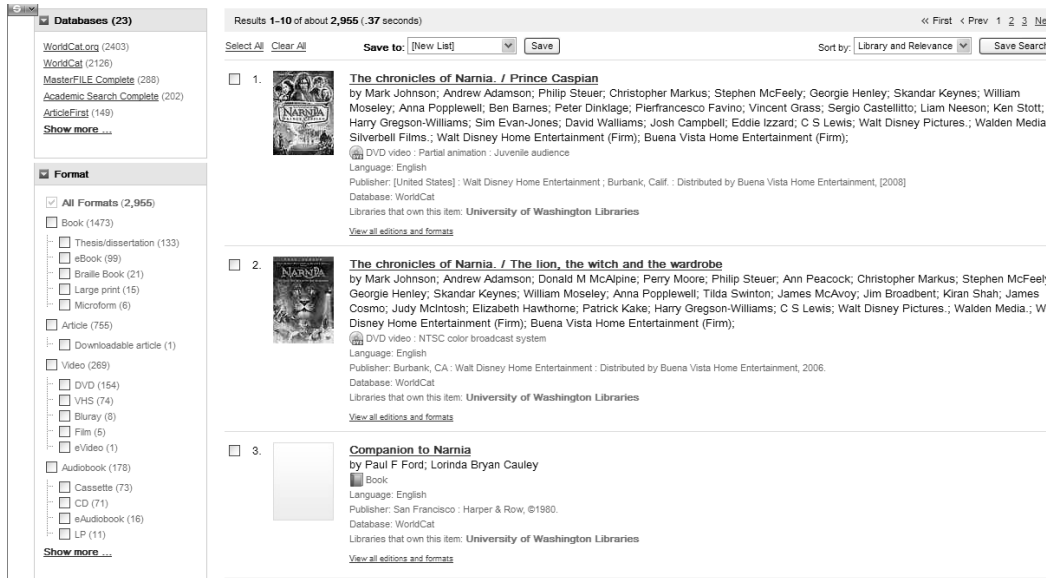 S
Databases (23)
WorldCat.org (2403)
WorldCat (2126)
MasterFILE Complete (288)
Academic Search Complete (202)
ArticleFirst (149)
Show more ...
Format
All Formats (2,955)
Book (1473)
Thesis/dissertation (133)
eBook (99)
Braille Book (21)
Large print (15)
Microform (6)
Article (755)
Downloadable article (1)
Video (269)
DVD (154)
VHS (74)
Bluray (8)
Film (5)
eVideo (1)
Audiobook (178)
Cassette (73)
CD (71)
eAudiobook (16)
LP (11)
Show more ...
Results 1-10 of about 2,955 (.37 seconds) « First < Prev 1 2 3 Ne
Select All Clear All Save to: [New List] Save Sort by: Library and Relevance Save Search
1. The chronicles of Narnia. / Prince Caspian
by Mark Johnson; Andrew Adamson; Philip Steuer; Christopher Markus; Stephen McFeely; Georgie Henley; Skandar Keynes; William
Moseley; Anna Popplewell; Ben Barnes; Peter Dinklage; Pierfrancesco Favino; Vincent Grass; Sergio Castellitto; Liam Neeson; Ken Stott;
Harry Gregson-Williams; Sim Evan-Jones; David Walliams; Josh Campbell; Eddie Izzard; C S Lewis; Walt Disney Pictures.; Walden Media
Silverbell Films.; Walt Disney Home Entertainment (Firm); Buena Vista Home Entertainment (Firm);
DVD video : Partial animation : Juvenile audience
Language: English
Publisher: [United States] : Walt Disney Home Entertainment ; Burbank, Calif. : Distributed by Buena Vista Home Entertainment, [2008]
Database: WorldCat
Libraries that own this item: University of Washington Libraries
View all editions and formats
NARNIA
2. The chronicles of Narnia. / The lion, the witch and the wardrobe
by Mark Johnson; Andrew Adamson; Donald M McAlpine; Perry Moore; Philip Steuer; Ann Peacock; Christopher Markus; Stephen McFeely
Georgie Henley; Skandar Keynes; William Moseley; Anna Popplewell; Tilda Swinton; James McAvoy; Jim Broadbent; Kiran Shah; James
Cosmo; Judy McIntosh; Elizabeth Hawthorne; Patrick Kake; Harry Gregson-Williams; C S Lewis; Walt Disney Pictures.; Walden Media.; W
Disney Home Entertainment (Firm); Buena Vista Home Entertainment (Firm);
DVD video : NTSC color broadcast system
Language: English
Publisher: Burbank, CA : Walt Disney Home Entertainment : Distributed by Buena Vista Home Entertainment, 2006.
Database: WorldCat
Libraries that own this item: University of Washington Libraries
View all editions and formats
NARNIA
3. Companion to Narnia
by Paul F Ford; Lorinda Bryan Cauley
Book
Language: English
Publisher: San Francisco : Harper & Row, ©1980.
Database: WorldCat
Libraries that own this item: University of Washington Libraries
View all editions and formats